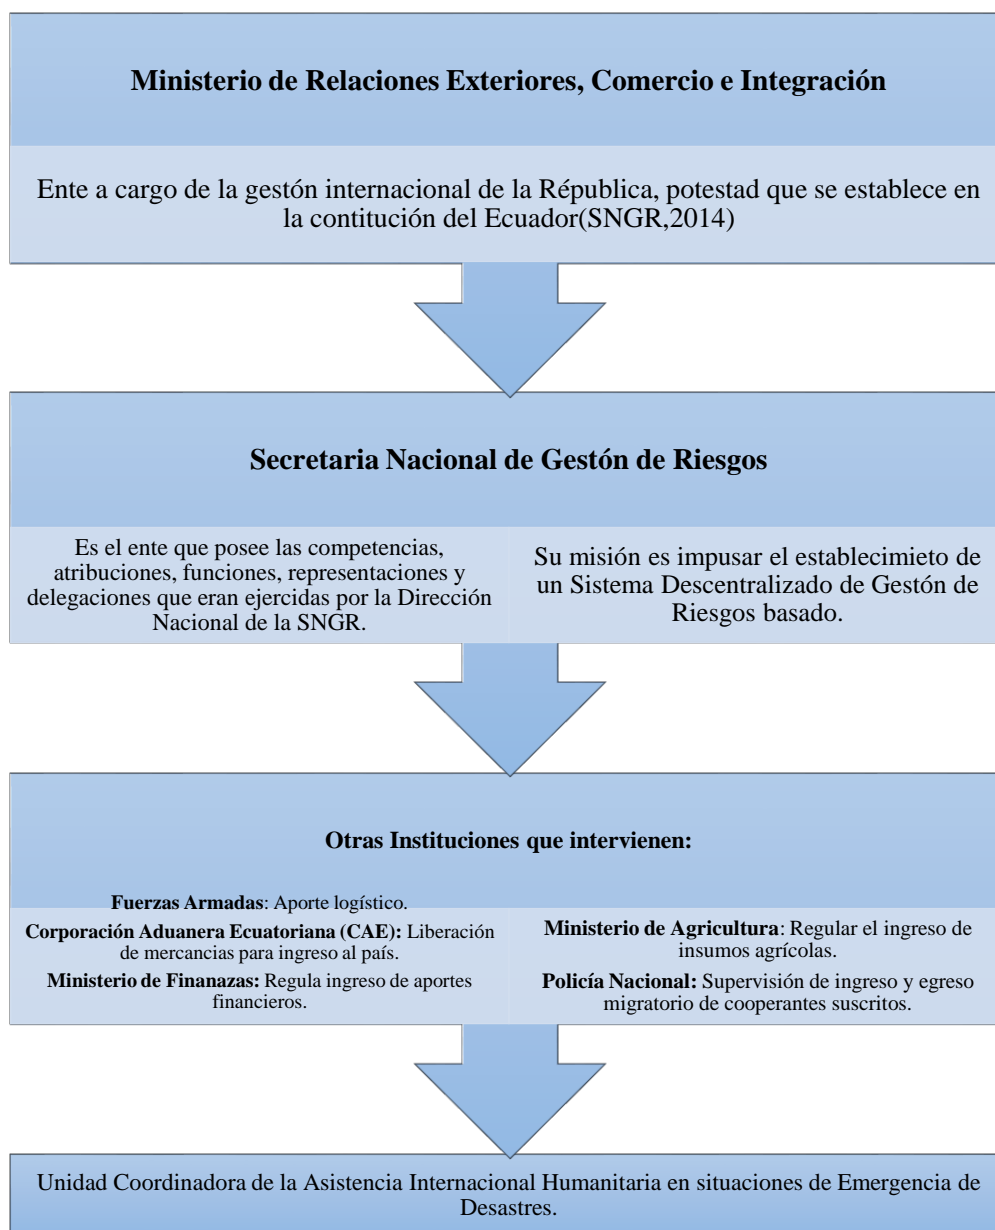 Ministerio de Relaciones Exteriores, Comercio e Integración
Ente a cargo de la gestón internacional de la Républica, potestad que se establece en
la contitución del Ecuador(SNGR,2014)
Secretaria Nacional de Gestón de Riesgos
Es el ente que posee las competencias,
atribuciones, funciones, representaciones y
delegaciones que eran ejercidas por la Dirección
Nacional de la SNGR.
Su misión es impusar el establecimieto de
un Sistema Descentralizado de Gestión de
Riesgos basado.
Otras Instituciones que intervienen:
Fuerzas Armadas: Aporte logístico.
Corporación Aduanera Ecuatoriana (CAE): Liberación
de mercancias para ingreso al país.
Ministerio de Finanazas: Regula ingreso de aportes
financieros.
Ministerio de Agricultura: Regular el ingreso de
insumos agrícolas.
Policía Nacional: Supervisión de ingreso y egreso
migratorio de cooperantes suscritos.
Unidad Coordinadora de la Asistencia Internacional Humanitaria en situaciones de Emergencia de
Desastres.